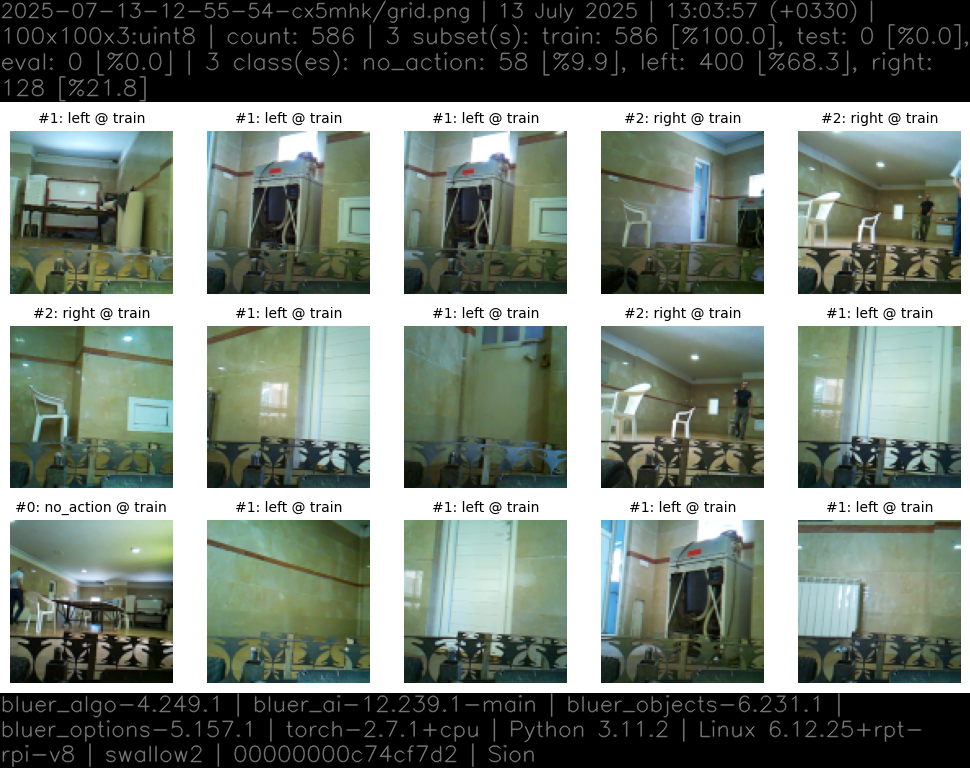 2025-07-13-12-55-54-cx5mhk/grid.png | 13 July 2025 | 13:03:57 (+0330) |
100x100x3:uint8 | count: 586 | 3 subset(s): train: 586 [%100.0], test: 0 [%0.0],
eval: 0 [%0.0] | 3 class(es): no_action: 58 [%9.9], left: 400 [%68.3], right:
128 [%21.8]
#1: left @ train
#1: left @ train
#1: left @ train
#2: right @ train
#2: right @ train
#2: right @ train
#1: left @ train
#1: left @ train
#2: right @ train
#1: left @ train
#0: no_action @ train
#1: left @ train
#1: left @ train
#1: left @ train
#1: left @ train
bluer_algo-4.249.1 | bluer_ai-12.239.1-main | bluer_objects-6.231.1 |
bluer_options-5.157.1 | torch-2.7.1+cpu | Python 3.11.2 | Linux 6.12.25+rpt-
rpi-v8 | swallow2 | 00000000c74cf7d2 | Sion